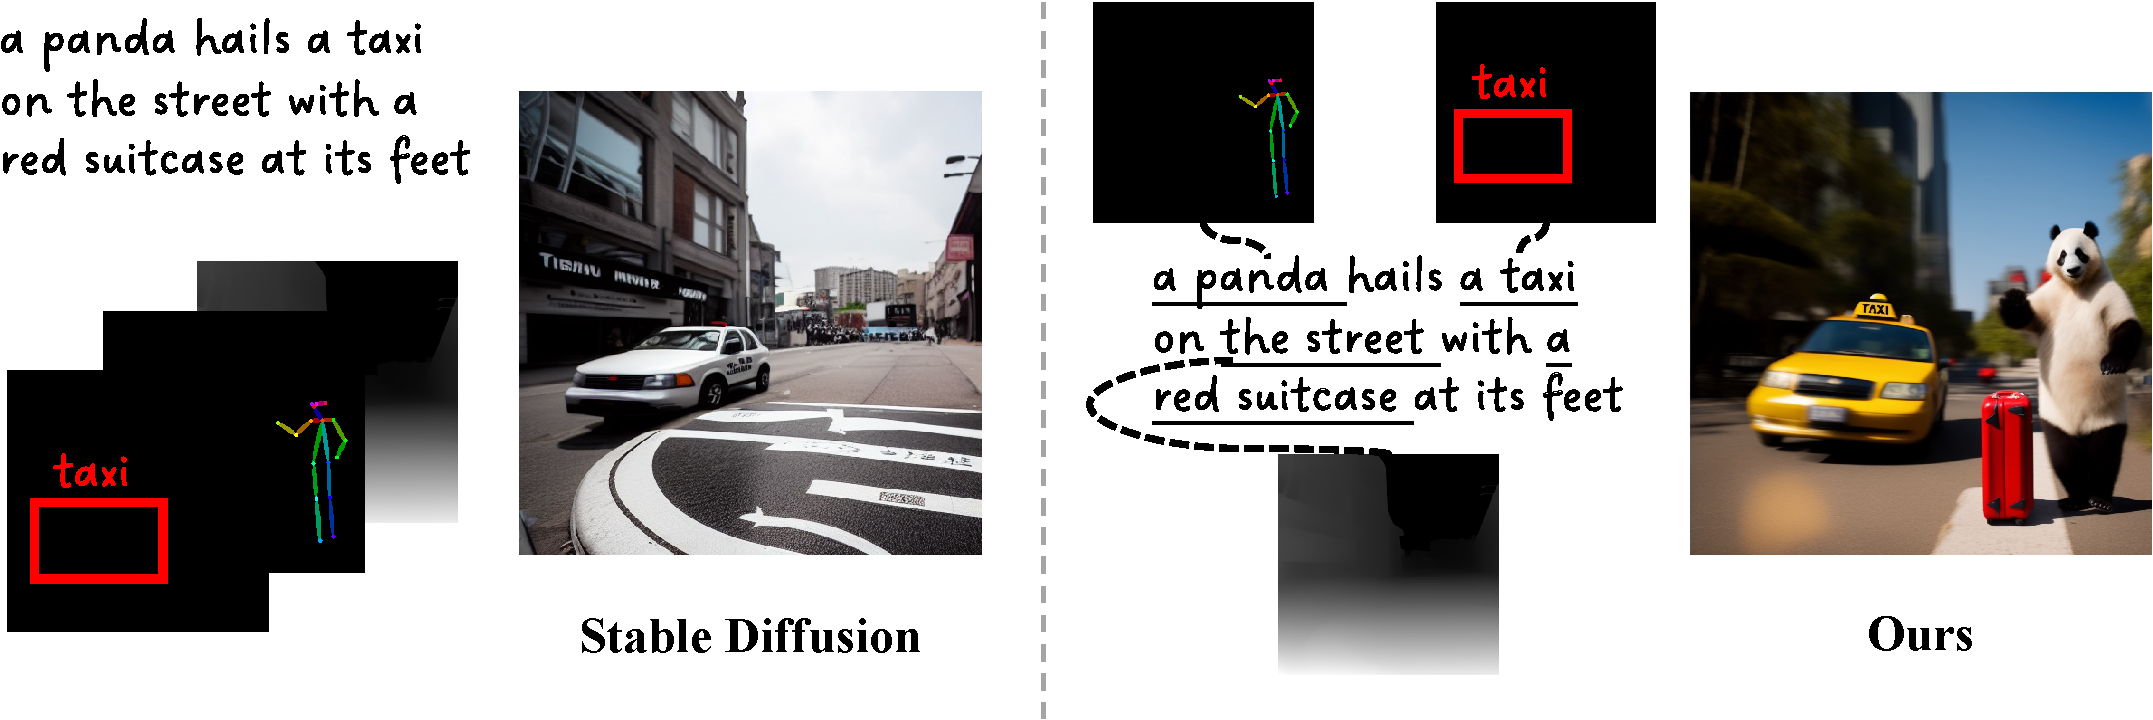 a panda hails a taxi
on the street with a
red suitcase at its feet
taxi
Stable Diffusion
taxi
a panda hails a taxi
on the street with a
red suitcase at its feet
TAXI
Ours